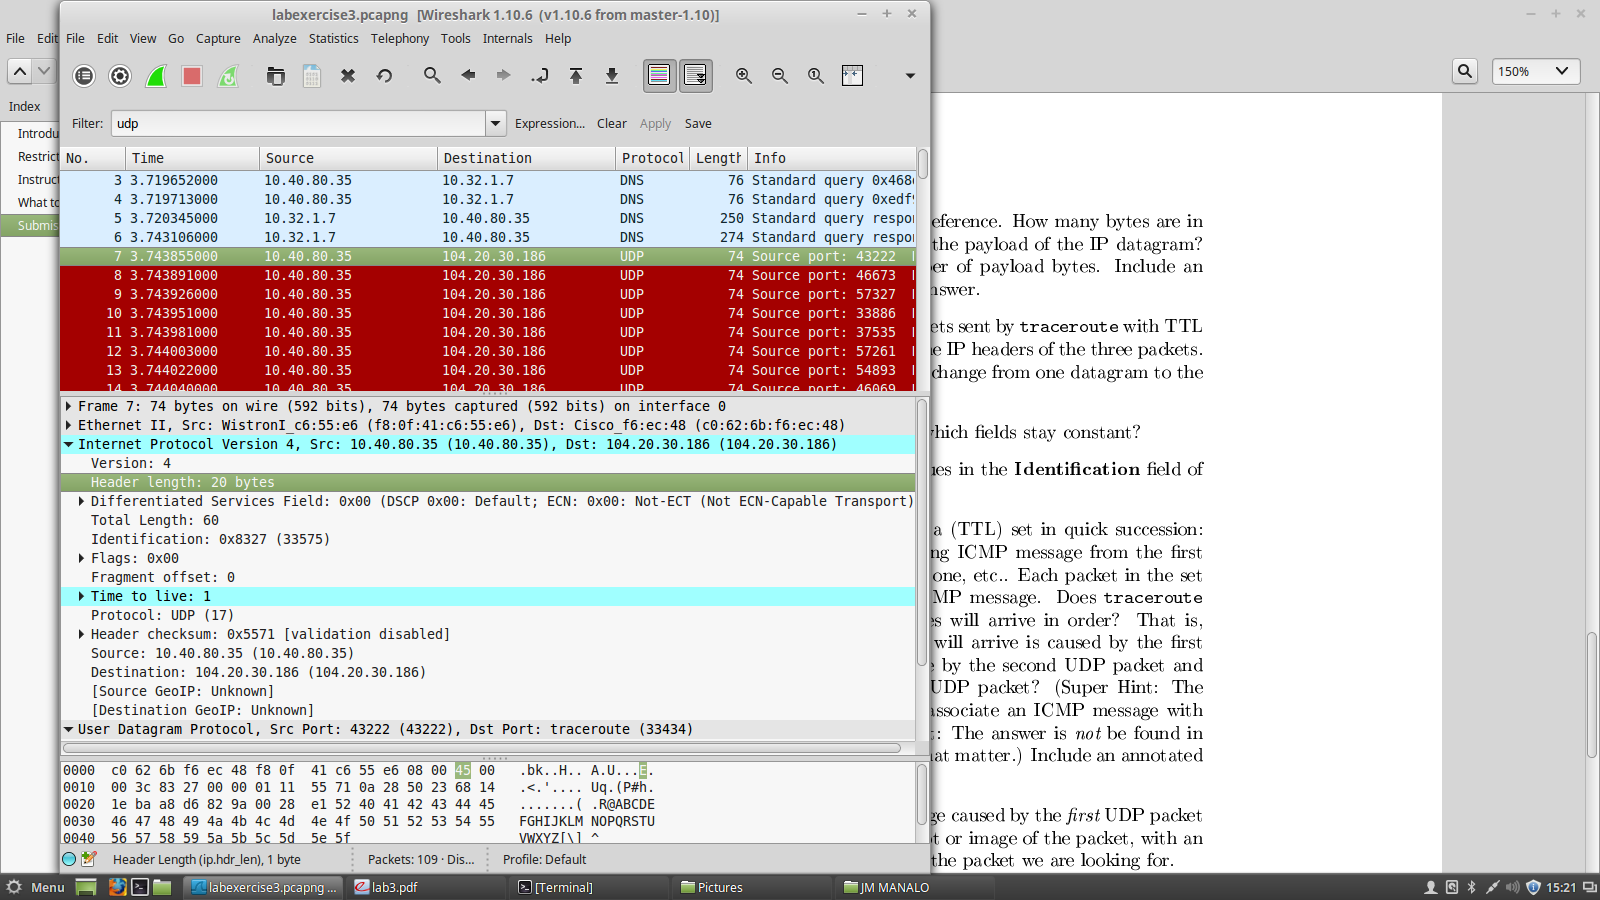 labexercise3.pcapng [Wireshark 1.10.6 (v1.10.6 from master-1.10)]
File Edit
File Edit View Go Capture Analyze Statistics Telephony Tools Internals Help
150%
Index
Filter: udp Expression... Clear Apply Save
No. Time Source Destination Protocol Length Info
3 3.719652000 10.40.80.35 10.32.1.7 DNS 76 Standard query 0x468
4 3.719713000 10.40.80.35 10.32.1.7 DNS 76 Standard query 0xedf
5 3.720345000 10.32.1.7 10.40.80.35 DNS 250 Standard query respo
6 3.743106000 10.32.1.7 10.40.80.35 DNS 274 Standard query respo
7 3.743855000 10.40.80.35 104.20.30.186 UDP 74 Source port: 43222
8 3.743891000 10.40.80.35 104.20.30.186 UDP 74 Source port: 46673
9 3.743926000 10.40.80.35 104.20.30.186 UDP 74 Source port: 57327
10 3.743951000 10.40.80.35 104.20.30.186 UDP 74 Source port: 33886
11 3.743981000 10.40.80.35 104.20.30.186 UDP 74 Source port: 37535
12 3.744003000 10.40.80.35 104.20.30.186 UDP 74 Source port: 57261
13 3.744022000 10.40.80.35 104.20.30.186 UDP 74 Source port: 54893
14 3.744040000 10.40.80.35 104.20.30.186 UDP 74 Source port: 46069
Introdu
Restrict
Instruct
What to
Submis
Frame 7: 74 bytes on wire (592 bits), 74 bytes captured (592 bits) on interface 0
Ethernet II, Src: WistronI_c6:55:e6 (f8:0f:41:c6:55:e6), Dst: Cisco_f6:ec:48 (c0:62:6b:f6:ec:48)
Internet Protocol Version 4, Src: 10.40.80.35 (10.40.80.35), Dst: 104.20.30.186 (104.20.30.186)
Version: 4
Header length: 20 bytes
Differentiated Services Field: 0x00 (DSCP 0x00: Default; ECN: 0x00: Not-ECT (Not ECN-Capable Transport)
Total Length: 60
Identification: 0x8327 (33575)
Flags: 0x00
Fragment offset: 0
Time to live: 1
Protocol: UDP (17)
Header checksum: 0x5571 [validation disabled]
Source: 10.40.80.35 (10.40.80.35)
Destination: 104.20.30.186 (104.20.30.186)
[Source GeoIP: Unknown]
[Destination GeoIP: Unknown]
User Datagram Protocol, Src Port: 43222 (43222), Dst Port: traceroute (33434)
0000 c0 62 6b f6 ec 48 f8 0f 41 c6 55 e6 08 00 45 00 .bk..H.. A.U...E.
0010 00 3c 83 27 00 00 01 11 55 71 0a 28 50 23 68 14 .<.'.... Uq.(P#h.
0020 1e ba a8 d6 82 9a 00 28 e1 52 40 41 42 43 44 45 .......( .R@ABCDE
0030 46 47 48 49 4a 4b 4c 4d 4e 4f 50 51 52 53 54 55 FGHIJKLM NOPQRSTU
0040 56 57 58 59 5a 5b 5c 5d 5e 5f VWXYZ[\] ^_
Header Length (ip.hdr_len), 1 byte Packets: 109 · Dis... Profile: Default
eference. How many bytes are in
the payload of the IP datagram?
er of payload bytes. Include an
nswer.
ets sent by traceroute with TTL
e IP headers of the three packets.
change from one datagram to the
hich fields stay constant?
ues in the Identification field of
a (TTL) set in quick succession:
ng ICMP message from the first
one, etc.. Each packet in the set
MP message. Does traceroute
es will arrive in order? That is,
will arrive is caused by the first
e by the second UDP packet and
UDP packet? (Super Hint: The
associate an ICMP message with
t: The answer is not be found in
hat matter.) Include an annotated
ge caused by the first UDP packet
t or image of the packet, with an
the packet we are looking for.
Menu labexercise3.pcapng ... lab3.pdf [Terminal] Pictures JM MANALO 15:21